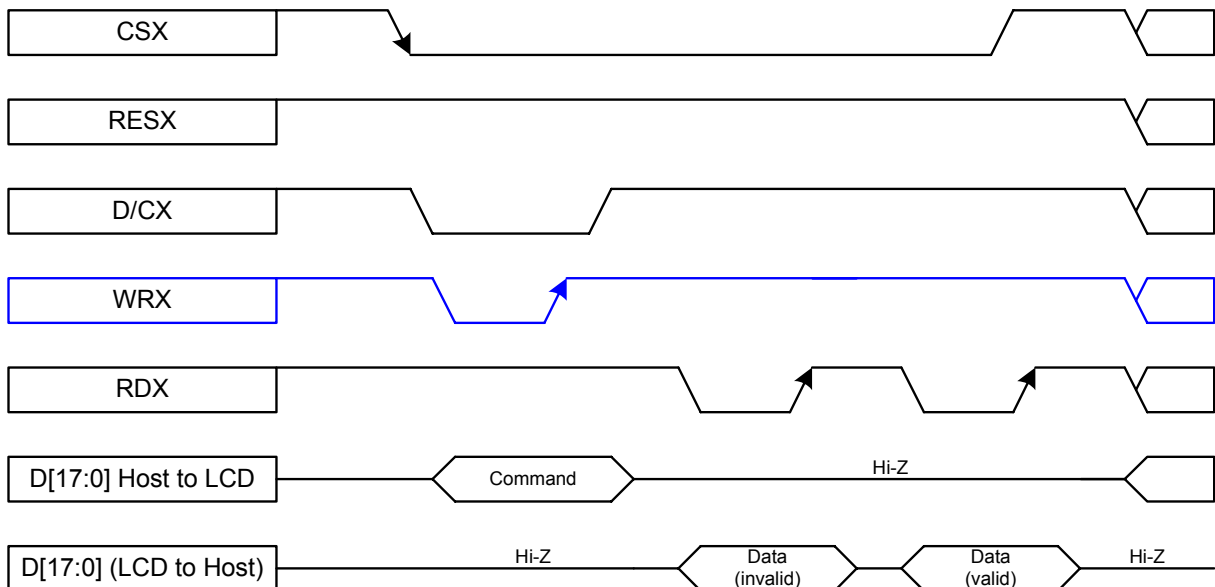 CSX
RESX
D/CX
WRX
RDX
D[17:0] Host to LCD
Command
Hi-Z
D[17:0] (LCD to Host)
Hi-Z
Data
(invalid)
Data
(valid)
Hi-Z